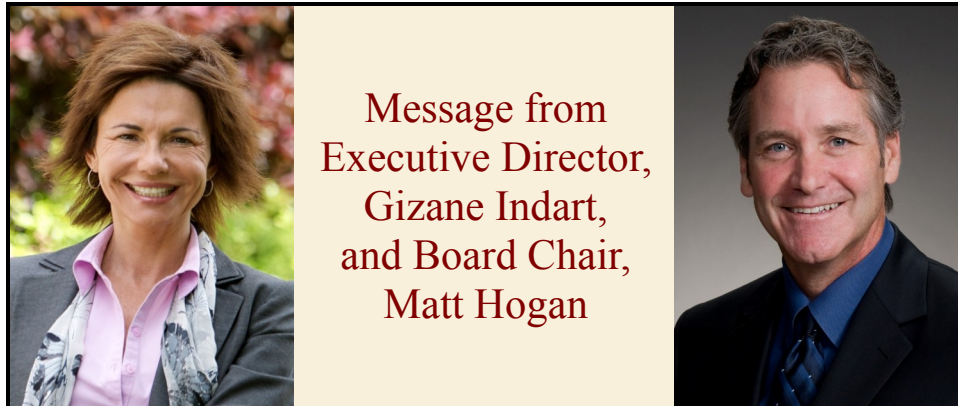 Message from
Executive Director,
Gizane Indart,
and Board Chair,
Matt Hogan